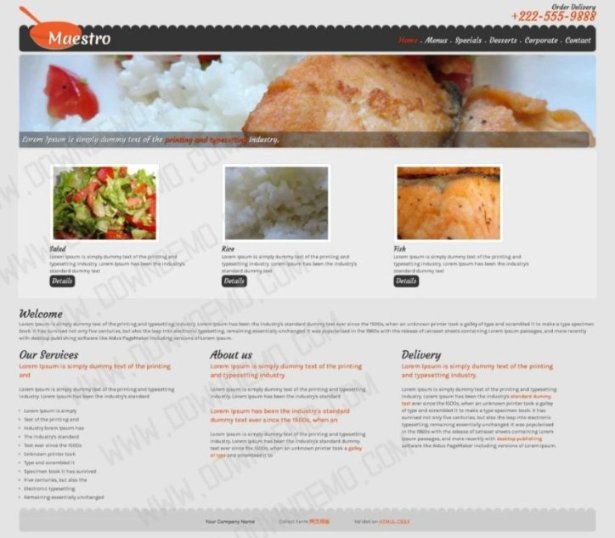 Order Delivery
+222-555-9888
Maestro
Home . Menus . Specials . Desserts . Corporate . Contact
Lorem Ipsum is simply dummy text of the printing and typesetting industry.
Salad
Lorem Ipsum is simply dummy text of the printing and
typesetting industry. Lorem Ipsum has been the industry's
standard dummy text
Details
Rice
Lorem Ipsum is simply dummy text of the printing and
typesetting industry. Lorem Ipsum has been the industry's
standard dummy text
Details
Fish
Lorem Ipsum is simply dummy text of the printing and
typesetting industry. Lorem Ipsum has been the industry's
standard dummy text
Details
Welcome
Lorem Ipsum is simply dummy text of the printing and typesetting industry. Lorem Ipsum has been the industry's standard dummy text ever since the 1500s, when an unknown printer took a galley of type and scrambled it to make a type specimen
book. It has survived not only five centuries, but also the leap into electronic typesetting, remaining essentially unchanged. It was popularised in the 1960s with the release of Letraset sheets containing Lorem Ipsum passages, and more recently
with desktop publishing software like Aldus PageMaker including versions of Lorem Ipsum.
Our Services
Lorem Ipsum is simply dummy text of the printing
and
Lorem Ipsum is simply dummy text of the printing and
typesetting industry. Lorem Ipsum has been the industry's
standard
Lorem Ipsum is simply
Text of the printing and
Industry lorem Ipsum has
The industry's standard
Text ever since the 1500s
Unknown printer took
Type and scrambled it
Specimen book it has survived
Five centuries, but also the
Electronic typesetting
Remaining essentially unchanged
About us
Lorem Ipsum is simply dummy text of the printing
and typesetting industry.
Lorem Ipsum is simply dummy text of the printing and
typesetting industry. Lorem Ipsum has been the industry's
standard
Lorem Ipsum has been the industry's standard
dummy text ever since the 1500s, when an
Lorem Ipsum is simply dummy text of the printing and
typesetting industry. Lorem Ipsum has been the industry's
standard dummy text ever since the 1500s,
when an unknown printer took a galley
of type and scrambled it to
Delivery
Lorem Ipsum is simply dummy text of the printing
and typesetting industry.
Lorem Ipsum is simply dummy text of the printing and
typesetting industry. Lorem Ipsum has been the industry's standard dummy
text ever since the 1500s, when an unknown printer took a galley
of type and scrambled it to make a type specimen book. It has
survived not only five centuries, but also the leap into electronic
typesetting, remaining essentially unchanged. It was popularised
in the 1960s with the release of Letraset sheets containing Lorem
Ipsum passages, and more recently with desktop publishing
software like Aldus PageMaker including versions of Lorem Ipsum.
Your Company Name
Collect from 网页模板
Validated on HTML5, CSS3
WWW.DOWNDEMO.COM